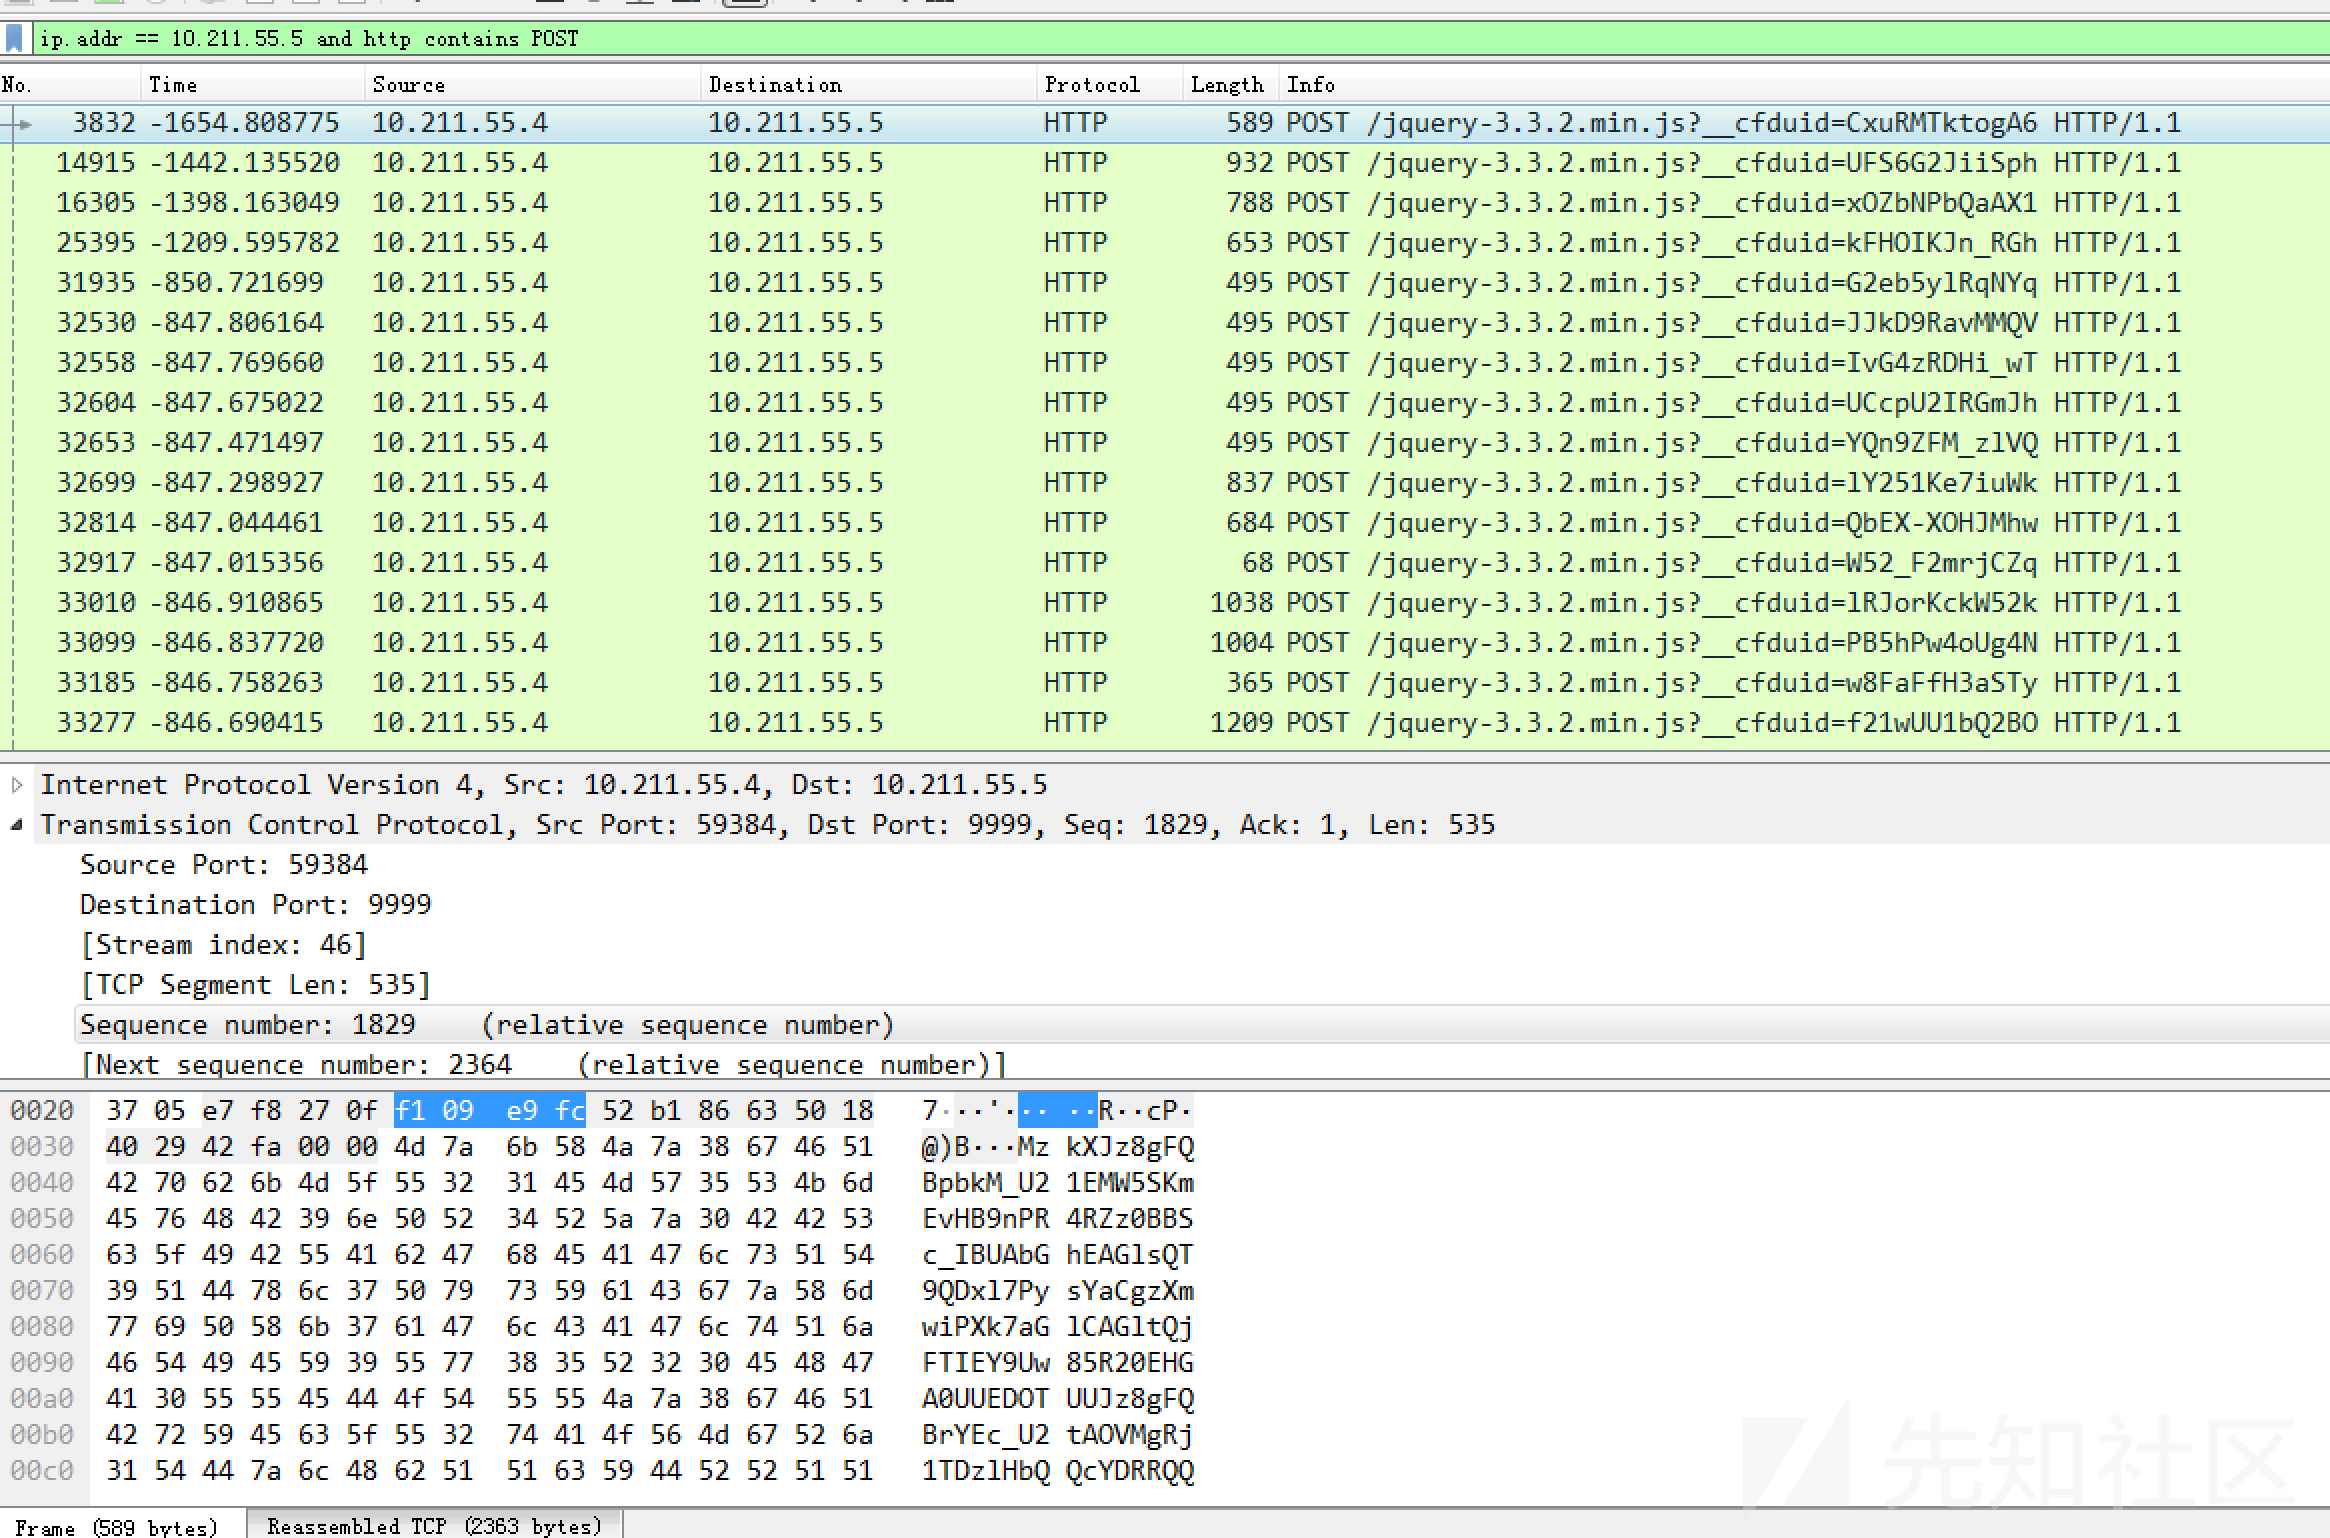 ip.addr == 10.211.55.5 and http contains POST
No. Time Source Destination Protocol Length Info
3832 -1654.808775 10.211.55.4 10.211.55.5 HTTP 589 POST /jquery-3.3.2.min.js?__cfduid=CxuRMTktogA6 HTTP/1.1
14915 -1442.135520 10.211.55.4 10.211.55.5 HTTP 932 POST /jquery-3.3.2.min.js?__cfduid=UFS6G2JiiSph HTTP/1.1
16305 -1398.163049 10.211.55.4 10.211.55.5 HTTP 788 POST /jquery-3.3.2.min.js?__cfduid=xOZbNPbQaAX1 HTTP/1.1
25395 -1209.595782 10.211.55.4 10.211.55.5 HTTP 653 POST /jquery-3.3.2.min.js?__cfduid=kFHOIKJn_RGh HTTP/1.1
31935 -850.721699 10.211.55.4 10.211.55.5 HTTP 495 POST /jquery-3.3.2.min.js?__cfduid=G2eb5ylRqNYq HTTP/1.1
32530 -847.806164 10.211.55.4 10.211.55.5 HTTP 495 POST /jquery-3.3.2.min.js?__cfduid=JJkD9RavMMQV HTTP/1.1
32558 -847.769660 10.211.55.4 10.211.55.5 HTTP 495 POST /jquery-3.3.2.min.js?__cfduid=IvG4zRDHi_wT HTTP/1.1
32604 -847.675022 10.211.55.4 10.211.55.5 HTTP 495 POST /jquery-3.3.2.min.js?__cfduid=UCcpU2IRGmJh HTTP/1.1
32653 -847.471497 10.211.55.4 10.211.55.5 HTTP 495 POST /jquery-3.3.2.min.js?__cfduid=YQn9ZFM_zlVQ HTTP/1.1
32699 -847.298927 10.211.55.4 10.211.55.5 HTTP 837 POST /jquery-3.3.2.min.js?__cfduid=lY251Ke7iuWk HTTP/1.1
32814 -847.044461 10.211.55.4 10.211.55.5 HTTP 684 POST /jquery-3.3.2.min.js?__cfduid=QbEX-XOHJMhw HTTP/1.1
32917 -847.015356 10.211.55.4 10.211.55.5 HTTP 68 POST /jquery-3.3.2.min.js?__cfduid=W52_F2mrjCZq HTTP/1.1
33010 -846.910865 10.211.55.4 10.211.55.5 HTTP 1038 POST /jquery-3.3.2.min.js?__cfduid=lRJorKckW52k HTTP/1.1
33099 -846.837720 10.211.55.4 10.211.55.5 HTTP 1004 POST /jquery-3.3.2.min.js?__cfduid=PB5hPw4oUg4N HTTP/1.1
33185 -846.758263 10.211.55.4 10.211.55.5 HTTP 365 POST /jquery-3.3.2.min.js?__cfduid=w8FaFfH3aSTy HTTP/1.1
33277 -846.690415 10.211.55.4 10.211.55.5 HTTP 1209 POST /jquery-3.3.2.min.js?__cfduid=f21wUU1bQ2BO HTTP/1.1
Internet Protocol Version 4, Src: 10.211.55.4, Dst: 10.211.55.5
Transmission Control Protocol, Src Port: 59384, Dst Port: 9999, Seq: 1829, Ack: 1, Len: 535
Source Port: 59384
Destination Port: 9999
[Stream index: 46]
[TCP Segment Len: 535]
Sequence number: 1829 (relative sequence number)
[Next sequence number: 2364 (relative sequence number)]
0020 37 05 e7 f8 27 0f f1 09 e9 fc 52 b1 86 63 50 18 7···'··· ··R··cP·
0030 40 29 42 fa 00 00 4d 7a 6b 58 4a 7a 38 67 46 51 @)B···Mz kXJz8gFQ
0040 42 70 62 6b 4d 5f 55 32 31 45 4d 57 35 53 4b 6d BpbkM_U2 1EMW5SKm
0050 45 76 48 42 39 6e 50 52 34 52 5a 7a 30 42 42 53 EvHB9nPR 4RZz0BBS
0060 63 5f 49 42 55 41 62 47 68 45 41 47 6c 73 51 54 c_IBUAbG hEAGlsQT
0070 39 51 44 78 6c 37 50 79 73 59 61 43 67 7a 58 6d 9QDxl7Py sYaCgzXm
0080 77 69 50 58 6b 37 61 47 6c 43 41 47 6c 74 51 6a wiPXk7aG lCAGltQj
0090 46 54 49 45 59 39 55 77 38 35 52 32 30 45 48 47 FTIEY9Uw 85R20EHG
00a0 41 30 55 55 45 44 4f 54 55 55 4a 7a 38 67 46 51 A0UUEDOT UUJz8gFQ
00b0 42 72 59 45 63 5f 55 32 74 41 4f 56 4d 67 52 6a BrYEc_U2 tAOVMgRj
00c0 31 54 44 7a 6c 48 62 51 51 63 59 44 52 52 51 51 1TDzlHbQ QcYDRRQQ
先知社区
Frame (589 bytes) Reassembled TCP (2363 bytes)